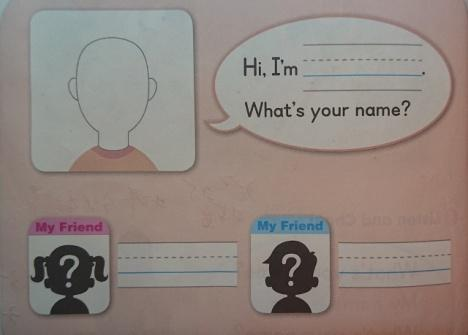 Hi, I'm .
What's your name?
My Friend
?
My Friend
?